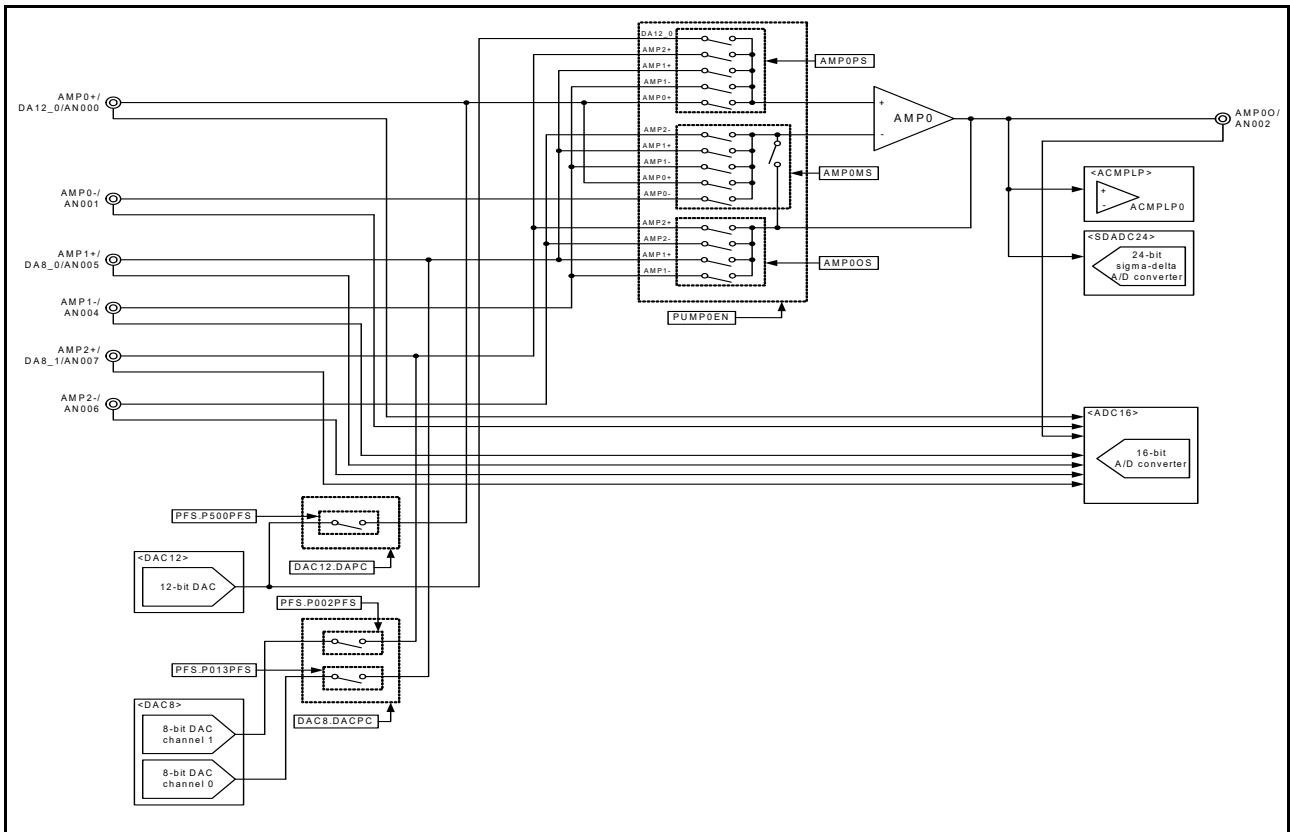 DA12_0
AMP2+
AMP1+
AMP1-
AMP0+
AMP0PS
AMP0+/
DA12_0/AN000
AMP0
+
-
AMP0O/
AN002
AMP2-
AMP1+
AMP1-
AMP0+
AMP0-
AMP0MS
AMP0-/
AN001
<ACMPLP>
+
-
ACMPLP0
AMP2+
AMP2-
AMP1+
AMP1-
AMP0OS
<SDADC24>
24-bit
sigma-delta
A/D converter
AMP1+/
DA8_0/AN005
AMP1-/
AN004
PUMP0EN
AMP2+/
DA8_1/AN007
AMP2-/
AN006
<ADC16>
16-bit
A/D converter
PFS.P500PFS
DAC12.DAPC
<DAC12>
12-bit DAC
PFS.P002PFS
PFS.P013PFS
DAC8.DACPC
<DAC8>
8-bit DAC
channel 1
8-bit DAC
channel 0